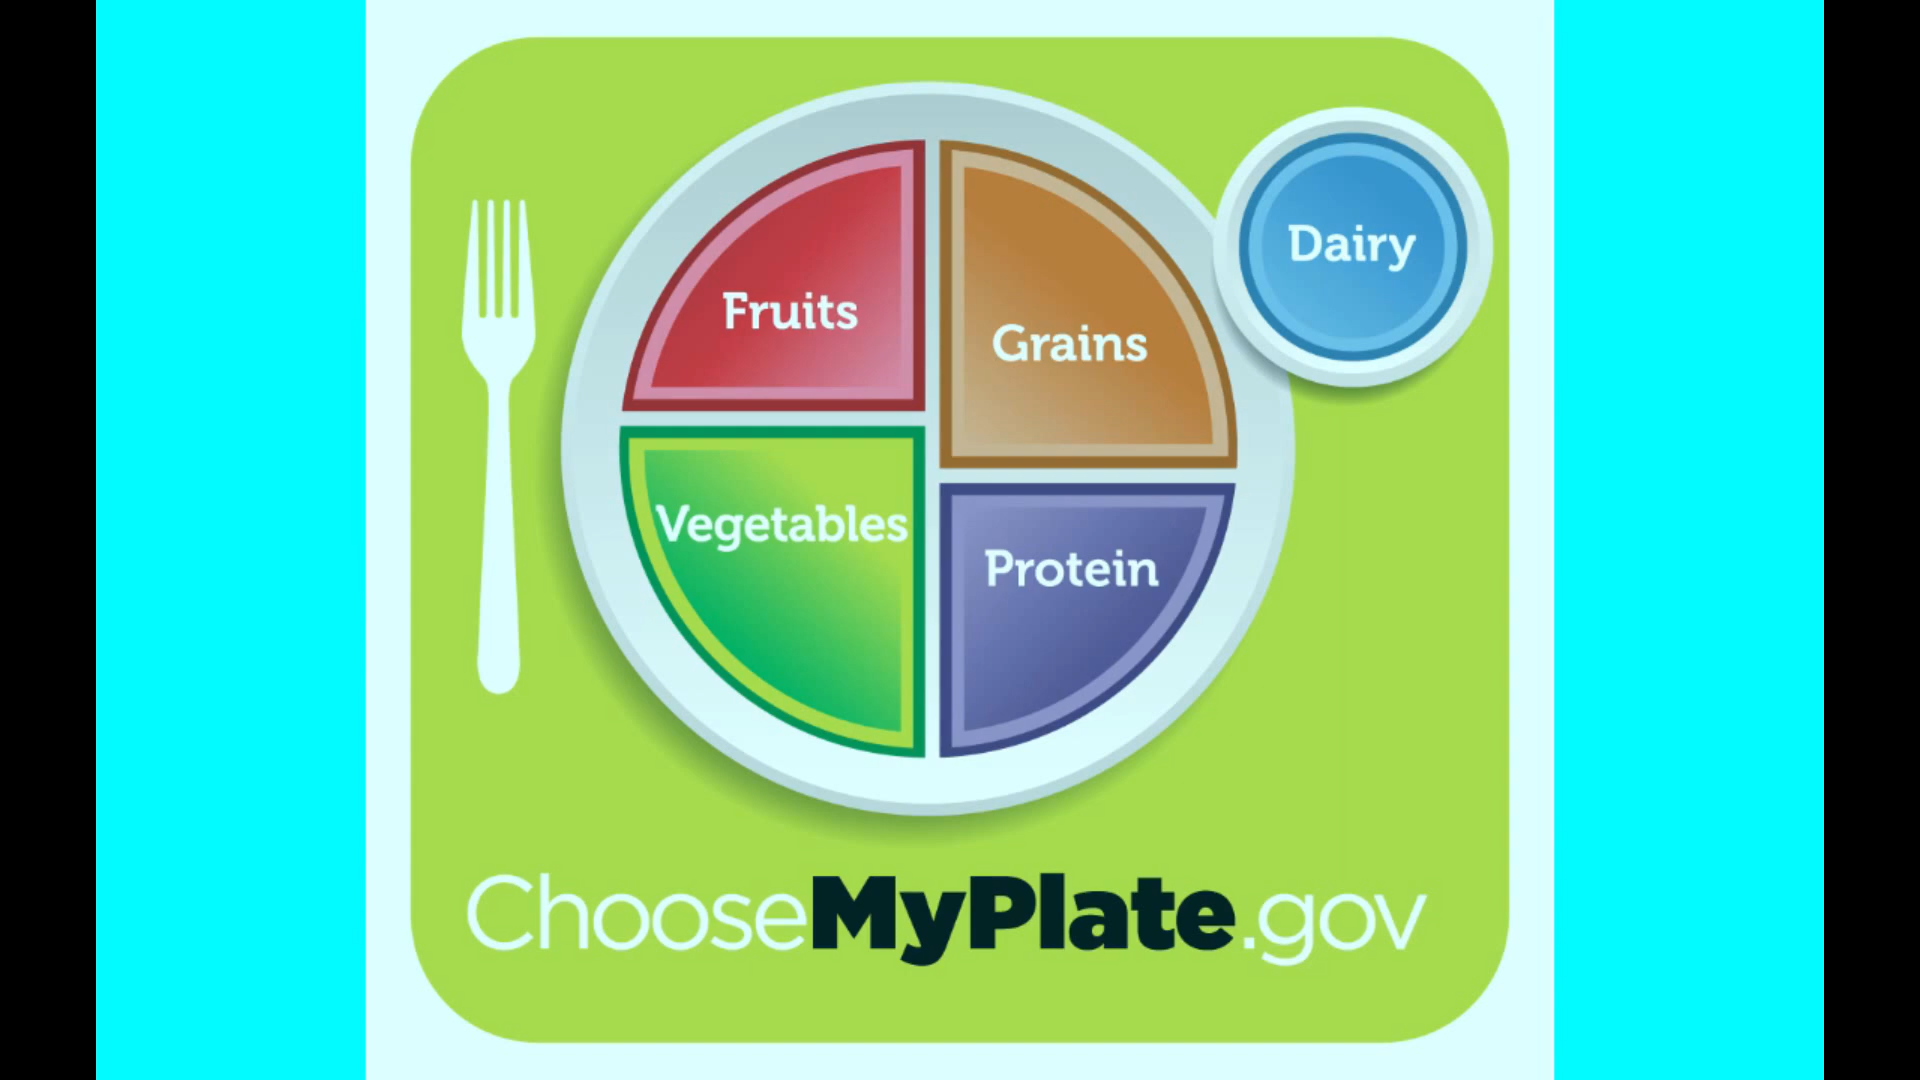 Dairy
Fruits
Grains
Vegetables
Protein
ChooseMyPlate.gov